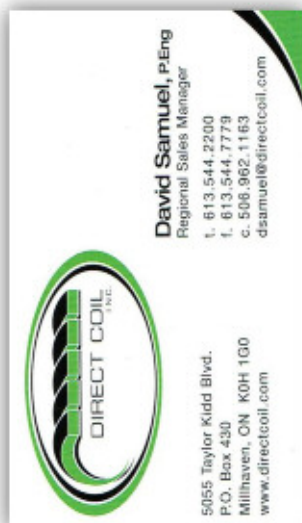 DIRECT COIL
INC.
David Samuel, P.Eng
Regional Sales Manager
t. 613.544.2200
f. 613.544.7779
c. 506.962.1163
dsamuel@directcoil.com
5055 Taylor Kidd Blvd.
P.O. Box 430
Millhaven, ON K0H 1G0
www.directcoil.com